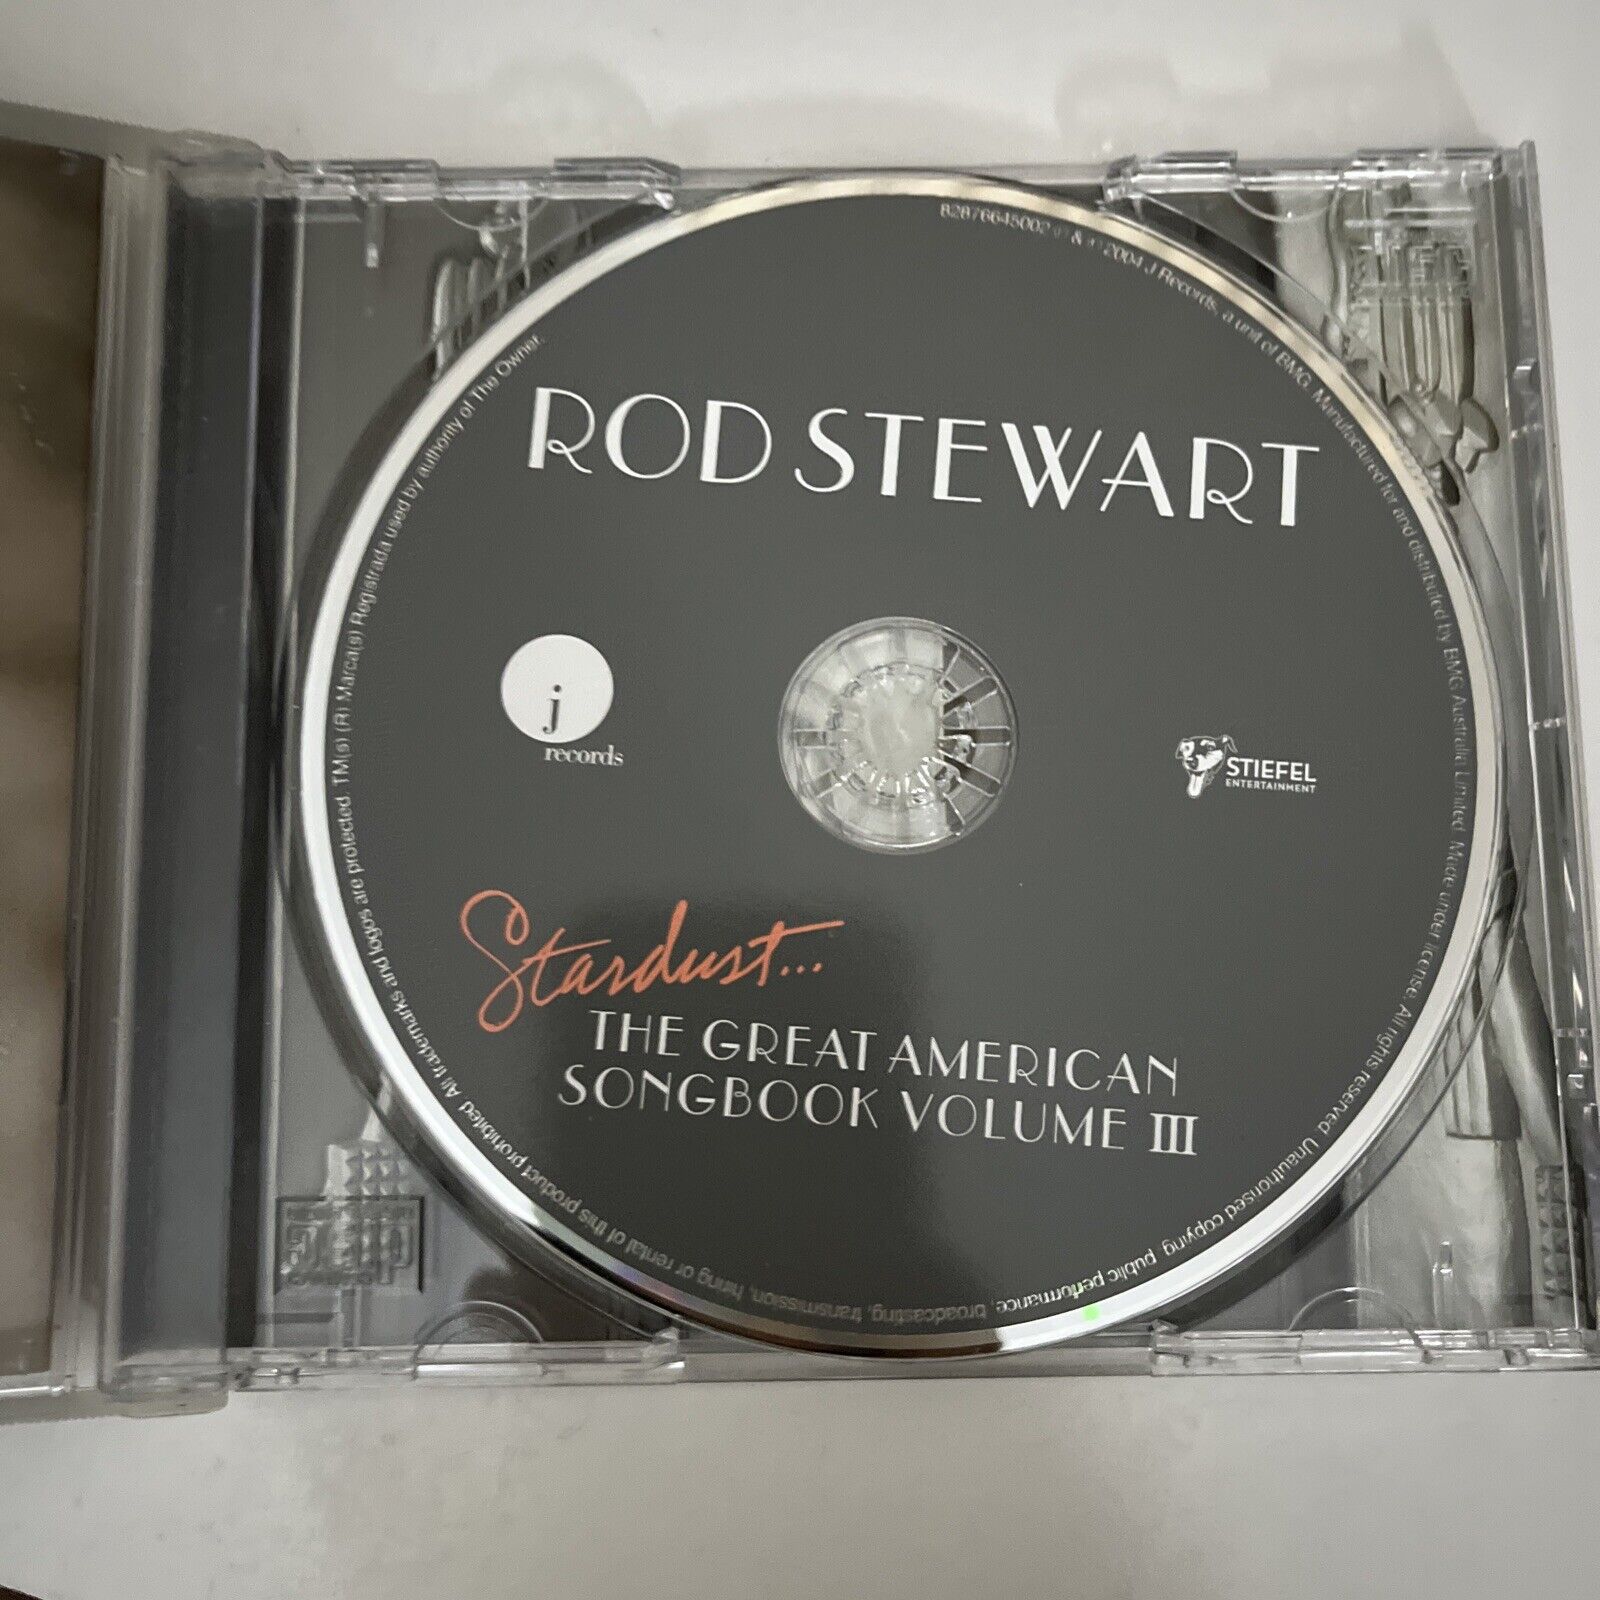 82876645002 ℗ & © 2004 J Records, a unit of BMG. Manufactured for and distributed by BMG Australia Limited. Made under license. All rights reserved. Unauthorised copying, public performance, broadcasting, transmission, hiring or rental of this product prohibited. All trademarks and logos are protected. TM(s) (R) Marca(s) Registrada used by authority of The Owner.
ROD STEWART
j
records
STIEFEL
ENTERTAINMENT
Stardust...
THE GREAT AMERICAN
SONGBOOK VOLUME III